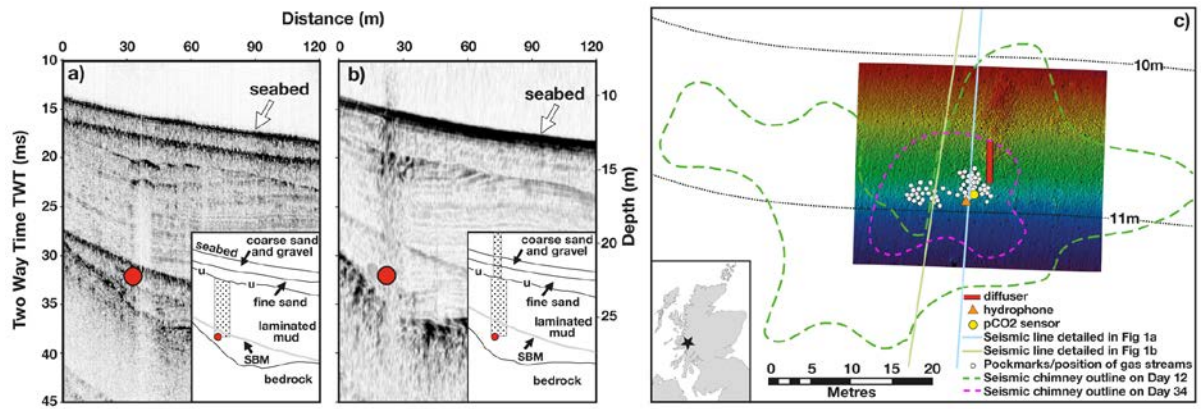 Distance (m)
0 30 60 90 120 0 30 60 90 120
a)
seabed
b)
seabed
Two Way Time TWT (ms)
10
15
20
25
30
35
40
45
Depth (m)
10
15
20
25
seabed
coarse sand
and gravel
u
u
fine sand
laminated
mud
SBM
bedrock
coarse sand
and gravel
u
u
fine sand
laminated
mud
SBM
bedrock
c)
10m
11m
diffuser
hydrophone
pCO2 sensor
Seismic line detailed in Fig 1a
Seismic line detailed in Fig 1b
Pockmarks/position of gas streams
Seismic chimney outline on Day 12
Seismic chimney outline on Day 34
0 10 20
Metres